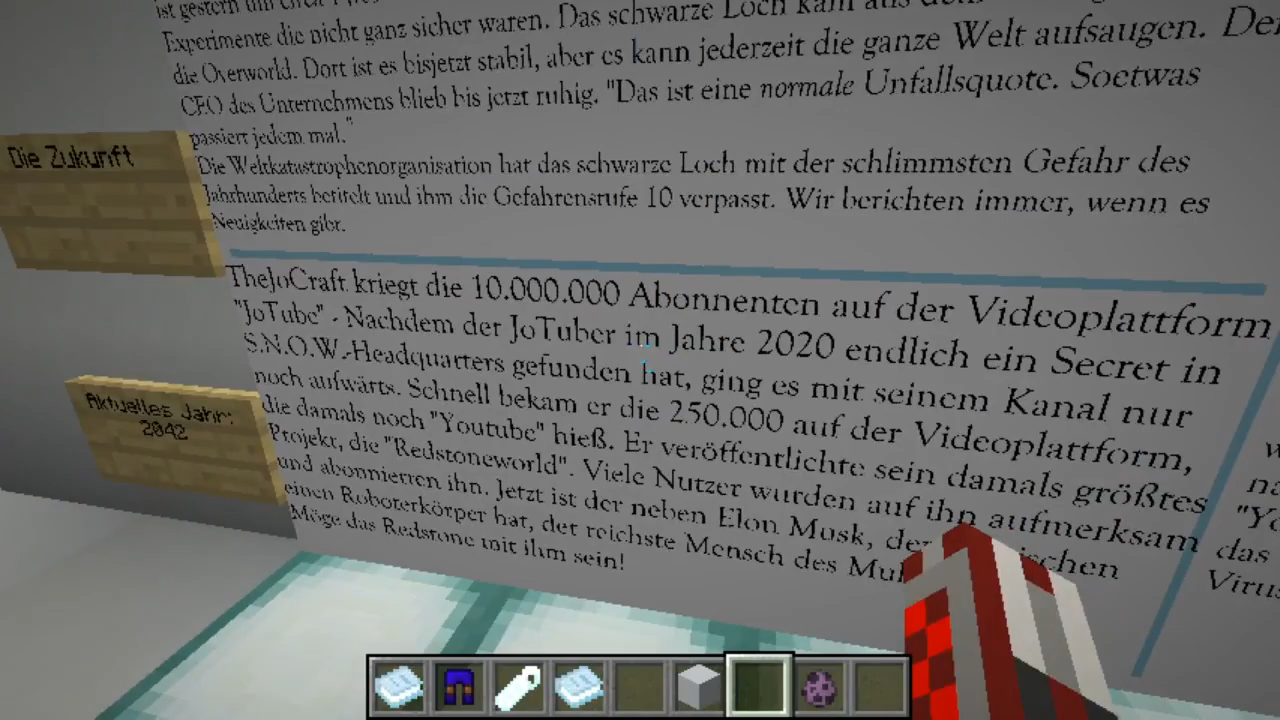 ist gestern um
Experimente die nicht ganz sicher waren. Das schwarze Loch kam aus
die Overworld. Dort ist es bisjetzt stabil, aber es kann jederzeit die ganze Welt aufsaugen. Der
CEO des Unternehmens blieb bis jetzt ruhig. "Das ist eine normale Unfallsquote. Soetwas
passiert jedem mal."
Die Weltkatastrophenorganisation hat das schwarze Loch mit der schlimmsten Gefahr des
Jahrhunderts betitelt und ihm die Gefahrenstufe 10 verpasst. Wir berichten immer, wenn es
Neuigkeiten gibt.
Die Zukunft
TheJoCraft kriegt die 10.000.000 Abonnenten auf der Videoplattform
"JoTube" - Nachdem der JoTuber im Jahre 2020 endlich ein Secret in
S.N.O.W.-Headquarters gefunden hat, ging es mit seinem Kanal nur
noch aufwärts. Schnell bekam er die 250.000 auf der Videoplattform,
die damals noch "Youtube" hieß. Er veröffentlichte sein damals größtes
Projekt, die "Redstoneworld". Viele Nutzer wurden auf ihn aufmerksam
und abonnierten ihn. Jetzt ist der neben Elon Musk, der
einen Roboterkörper hat, der reichste Mensch des
Möge das Redstone mit ihm sein!
Aktuelles Jahr:
2042
das
Virus